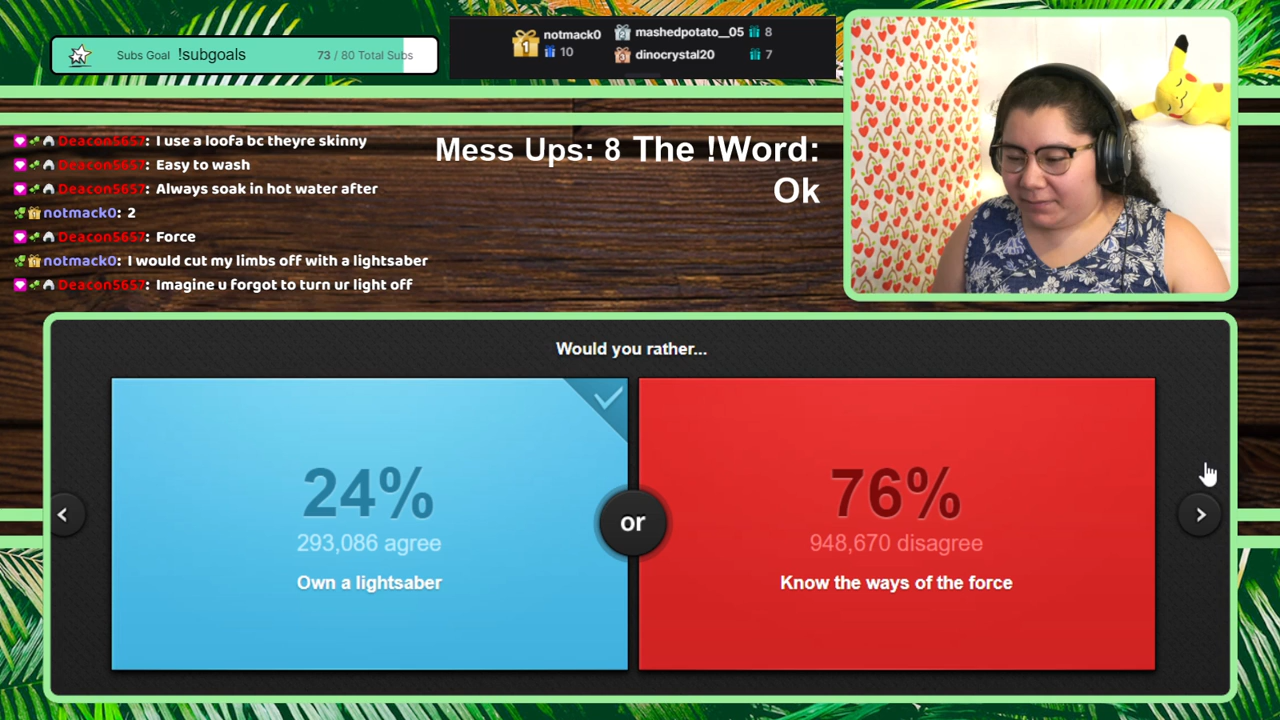 Subs Goal !subgoals 73 / 80 Total Subs
1 notmack0 10
2 mashedpotato__05 8
3 dinocrystal20 7
Deacon5657: I use a loofa bc theyre skinny
Deacon5657: Easy to wash
Deacon5657: Always soak in hot water after
notmack0: 2
Deacon5657: Force
notmack0: I would cut my limbs off with a lightsaber
Deacon5657: Imagine u forgot to turn ur light off
Mess Ups: 8 The !Word:
Ok
Would you rather...
24%
293,086 agree
Own a lightsaber
or
76%
948,670 disagree
Know the ways of the force